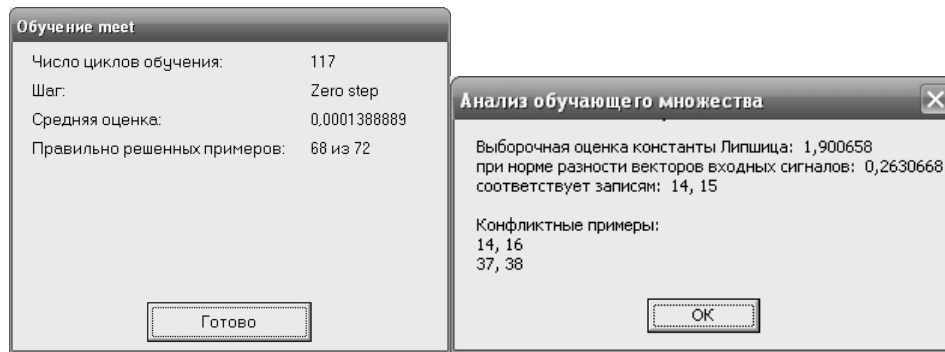 Обучение meet
Число циклов обучения: 117
Шаг: Zero step
Средняя оценка: 0,0001388889
Правильно решенных примеров: 68 из 72
Готово
Анализ обучающего множества
Выборочная оценка константы Липшица: 1,900658
при норме разности векторов входных сигналов: 0,2630668
соответствует записям: 14, 15
Конфликтные примеры:
14, 16
37, 38
OK